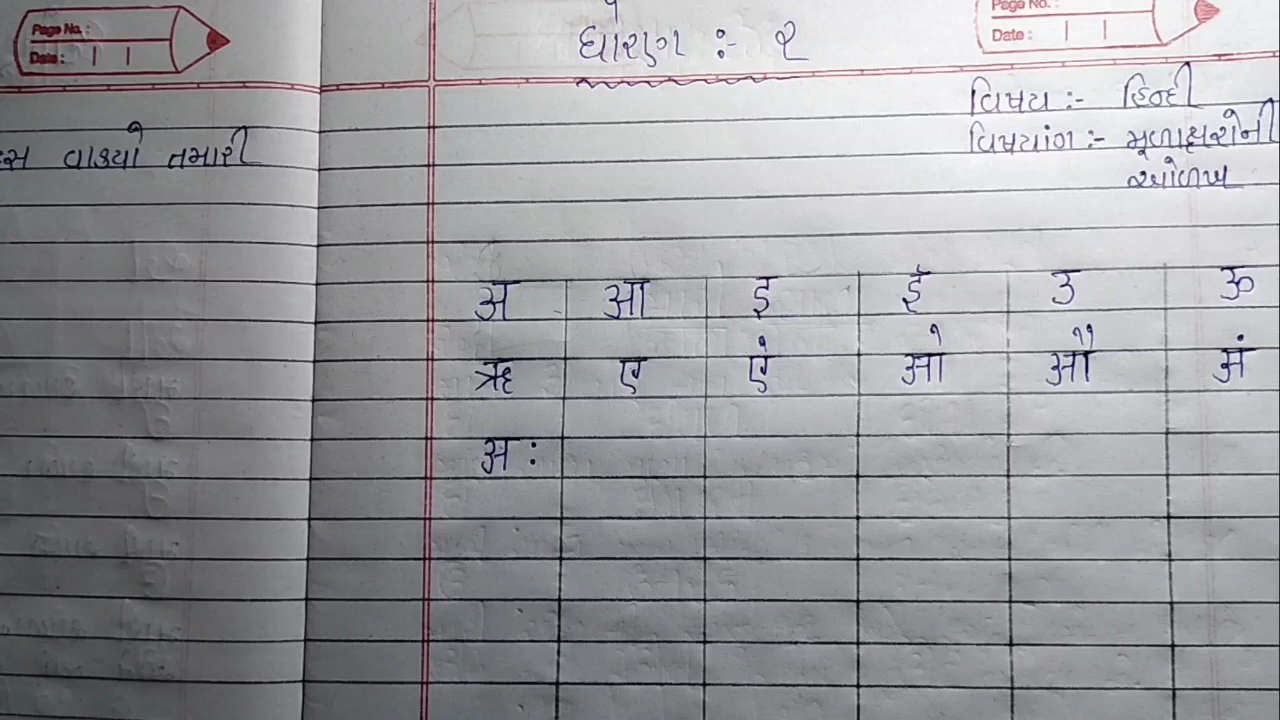 Page No. :
Date :
ધોરણ :- ૨
Page No. :
Date :
વિષય :- હિન્દી
વિષયાંગ :- મૂળાક્ષરોની
ઓળખ
વાક્યો તમારી
अ आ इ ई उ ऊ
ऋ ए ऐ ओ औ अं
अः